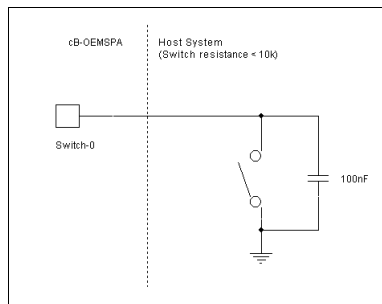 cB-OEMSPA
Host System
(Switch resistance < 10k)
Switch-0
100nF